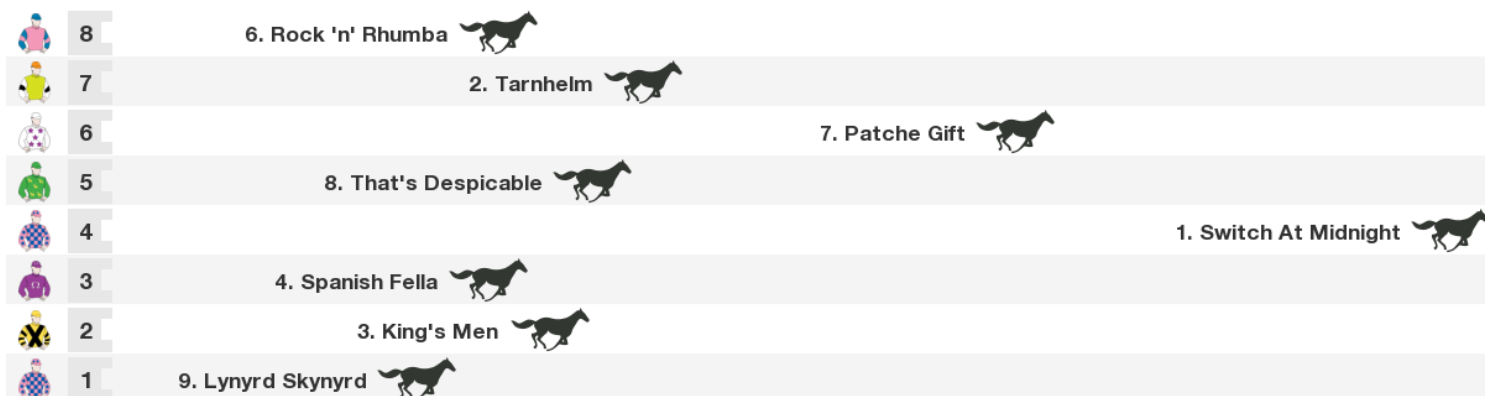 8 6. Rock 'n' Rhumba
7 2. Tarnhelm
6 7. Patche Gift
5 8. That's Despicable
4 1. Switch At Midnight
3 4. Spanish Fella
2 3. King's Men
1 9. Lynyrd Skynyrd